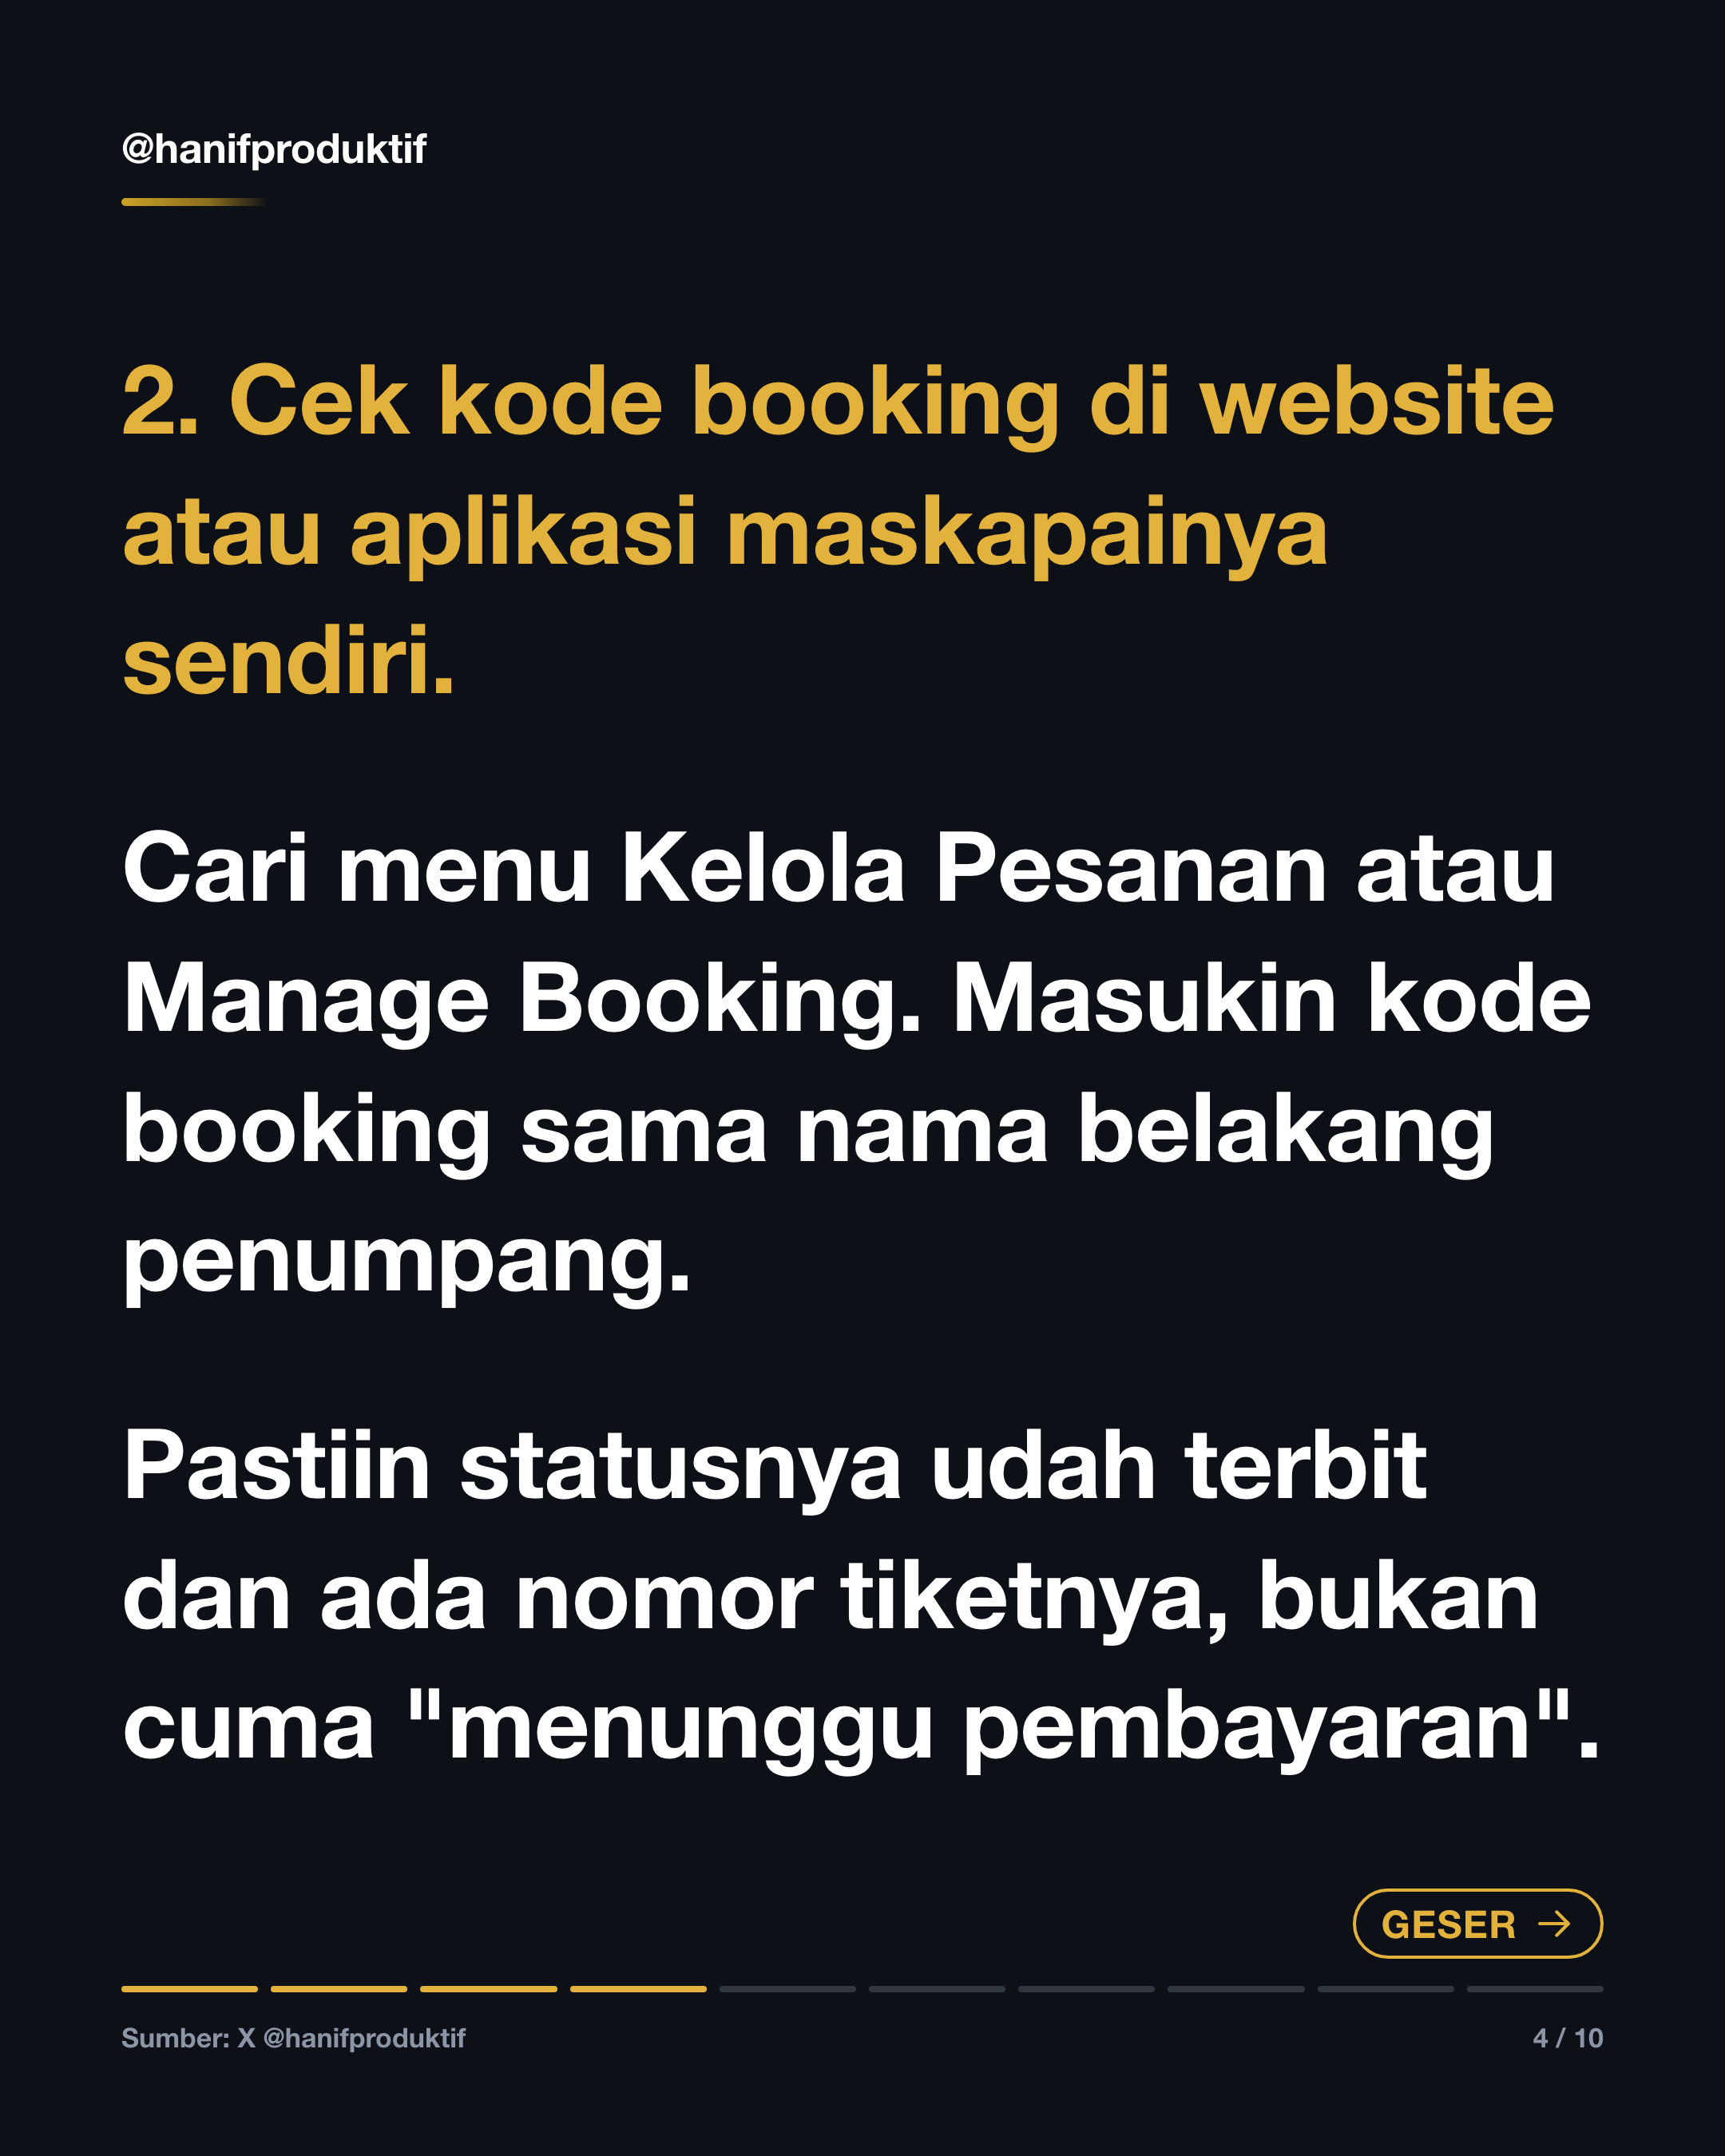 @hanifproduktif
2. Cek kode booking di website
atau aplikasi maskapainya
sendiri.
Cari menu Kelola Pesanan atau
Manage Booking. Masukin kode
booking sama nama belakang
penumpang.
Pastiin statusnya udah terbit
dan ada nomor tiketnya, bukan
cuma "menunggu pembayaran".
GESER →
Sumber: X @hanifproduktif
4 / 10